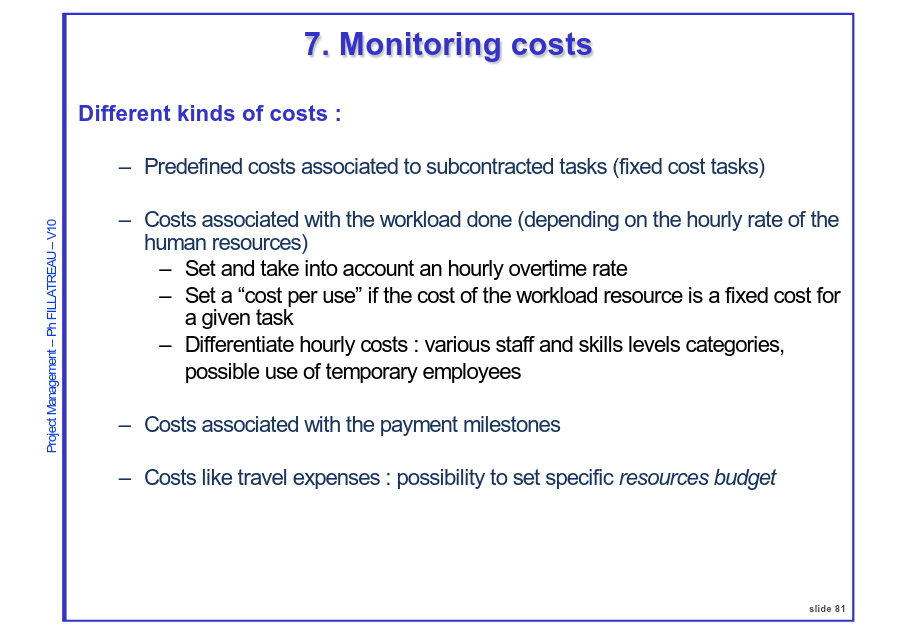 7. Monitoring costs
Different kinds of costs :
– Predefined costs associated to subcontracted tasks (fixed cost tasks)
– Costs associated with the workload done (depending on the hourly rate of the
human resources)
– Set and take into account an hourly overtime rate
– Set a “cost per use” if the cost of the workload resource is a fixed cost for
a given task
– Differentiate hourly costs : various staff and skills levels categories,
possible use of temporary employees
– Costs associated with the payment milestones
– Costs like travel expenses : possibility to set specific resources budget
Project Management – Ph FILLATREAU – V10
slide 81